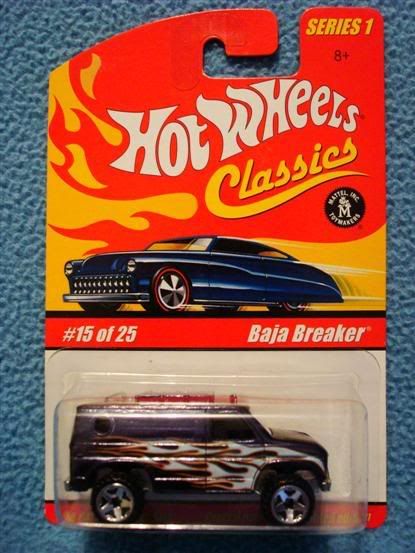 SERIES 1
8+
Hot Wheels
Classics
MATTEL, INC.
M
TOYMAKERS
#15 of 25
Baja Breaker